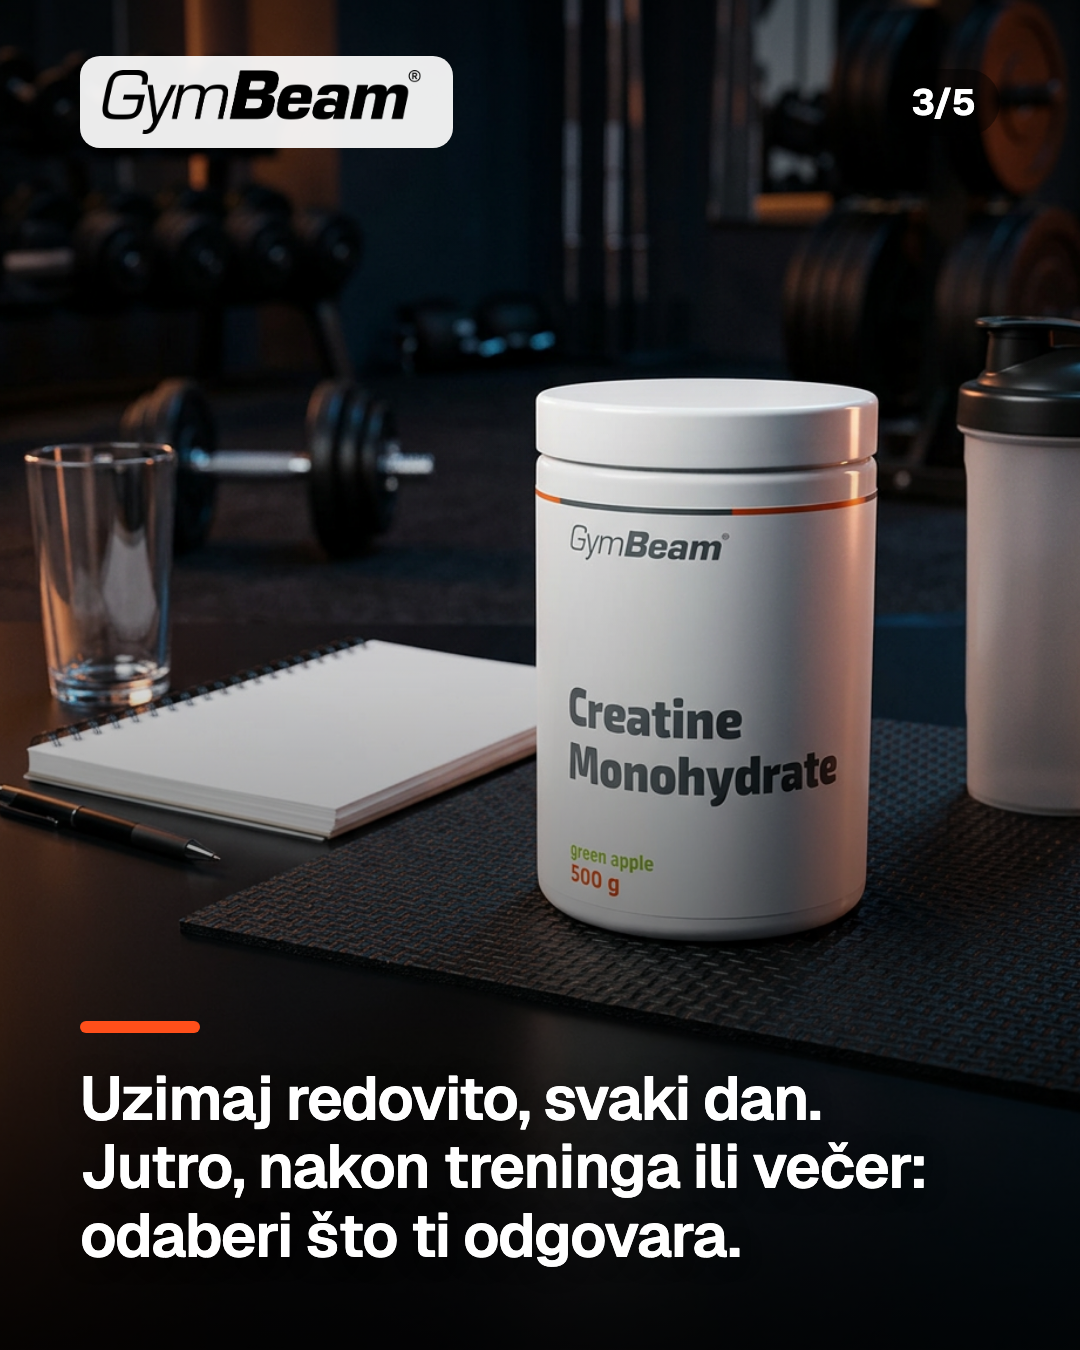 GymBeam®
3/5
GymBeam®
Creatine
Monohydrate
green apple
500 g
Uzimaj redovito, svaki dan.
Jutro, nakon treninga ili večer:
odaberi što ti odgovara.